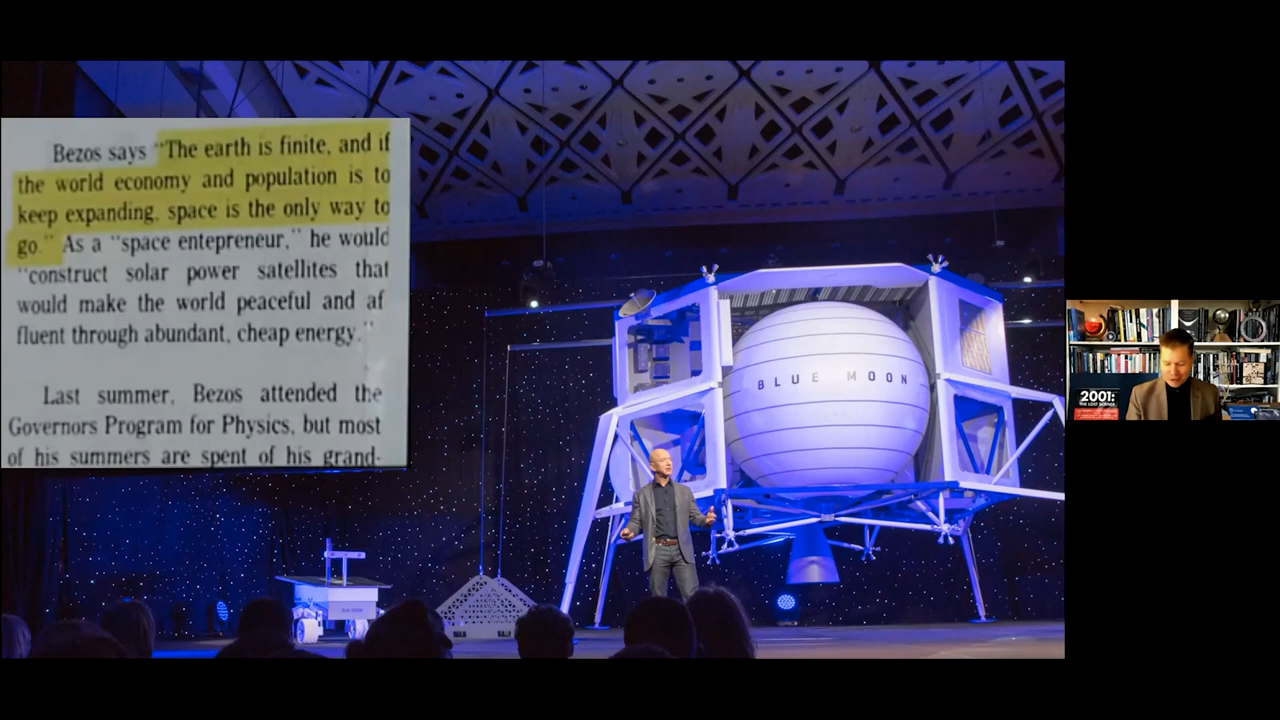 Bezos says "The earth is finite, and if
the world economy and population is to
keep expanding, space is the only way to
go." As a "space entepreneur," he would
"construct solar power satellites that
would make the world peaceful and af
fluent through abundant, cheap energy."
Last summer, Bezos attended the
Governors Program for Physics, but most
of his summers are spent of his grand-
BLUE MOON
2001:
THE LOST SCIENCE